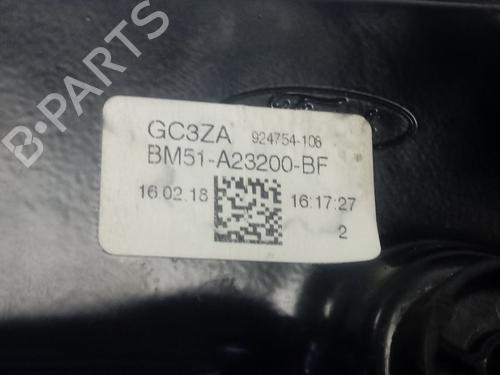 GC3ZA 924754-106
BM51-A23200-BF
16.02.18 16:17:27
2
B-PARTS